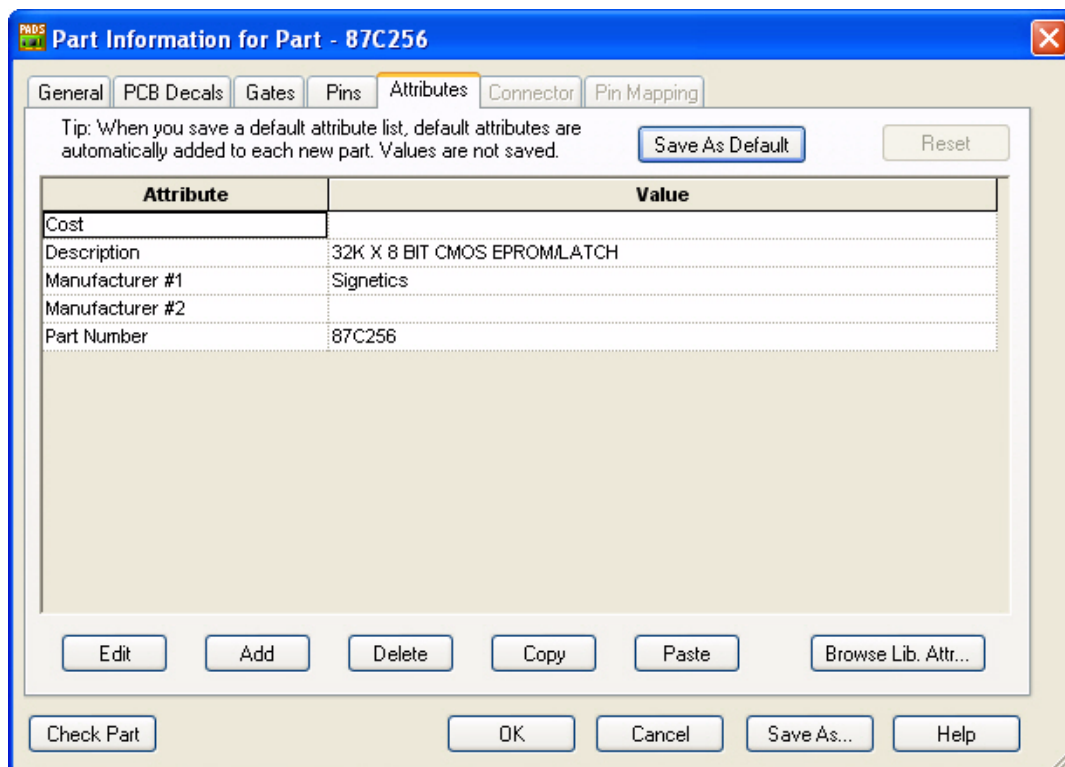 PADS
Part Information for Part - 87C256
General PCB Decals Gates Pins Attributes Connector Pin Mapping
Tip: When you save a default attribute list, default attributes are
automatically added to each new part. Values are not saved.
Save As Default
Reset
Attribute Value
Cost
Description 32K X 8 BIT CMOS EPROM/LATCH
Manufacturer #1 Signetics
Manufacturer #2
Part Number 87C256
Edit Add Delete Copy Paste Browse Lib. Attr...
Check Part OK Cancel Save As... Help